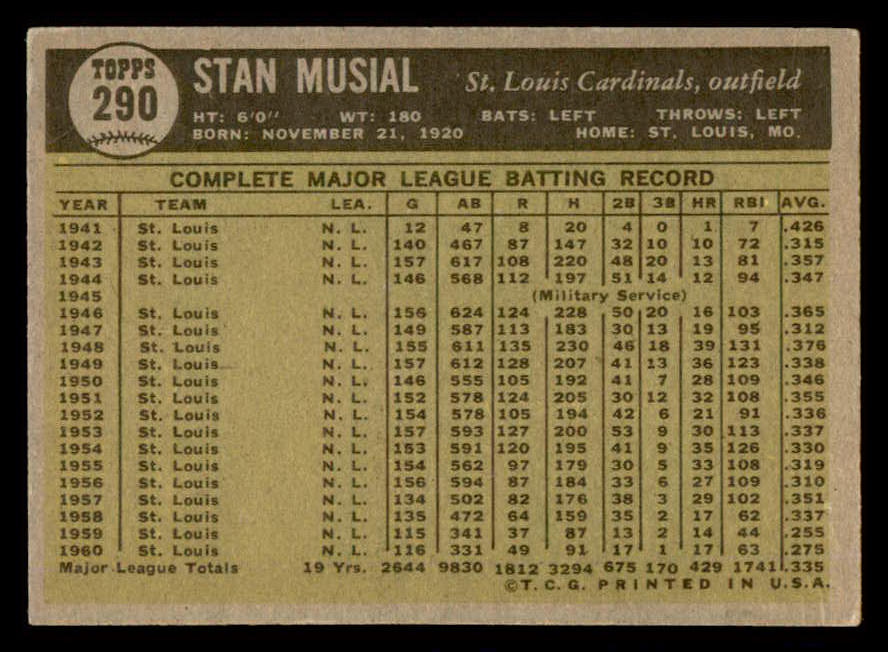 TOPPS
290
STAN MUSIAL St. Louis Cardinals, outfield
HT: 6'0" WT: 180 BATS: LEFT THROWS: LEFT
BORN: NOVEMBER 21, 1920 HOME: ST. LOUIS, MO.
COMPLETE MAJOR LEAGUE BATTING RECORD
YEAR TEAM LEA. G AB R H 2B 3B HR RBI AVG.
1941 St. Louis N. L. 12 47 8 20 4 0 1 7 .426
1942 St. Louis N. L. 140 467 87 147 32 10 10 72 .315
1943 St. Louis N. L. 157 617 108 220 48 20 13 81 .357
1944 St. Louis N. L. 146 568 112 197 51 14 12 94 .347
1945 (Military Service)
1946 St. Louis N. L. 156 624 124 228 50 20 16 103 .365
1947 St. Louis N. L. 149 587 113 183 30 13 19 95 .312
1948 St. Louis N. L. 155 611 135 230 46 18 39 131 .376
1949 St. Louis N. L. 157 612 128 207 41 13 36 123 .338
1950 St. Louis N. L. 146 555 105 192 41 7 28 109 .346
1951 St. Louis N. L. 152 578 124 205 30 12 32 108 .355
1952 St. Louis N. L. 154 578 105 194 42 6 21 91 .336
1953 St. Louis N. L. 157 593 127 200 53 9 30 113 .337
1954 St. Louis N. L. 153 591 120 195 41 9 35 126 .330
1955 St. Louis N. L. 154 562 97 179 30 5 33 108 .319
1956 St. Louis N. L. 156 594 87 184 33 6 27 109 .310
1957 St. Louis N. L. 134 502 82 176 38 3 29 102 .351
1958 St. Louis N. L. 135 472 64 159 35 2 17 62 .337
1959 St. Louis N. L. 115 341 37 87 13 2 14 44 .255
1960 St. Louis N. L. 116 331 49 91 17 1 17 63 .275
Major League Totals 19 Yrs. 2644 9830 1812 3294 675 170 429 1741 .335
©T.C.G. PRINTED IN U.S.A.